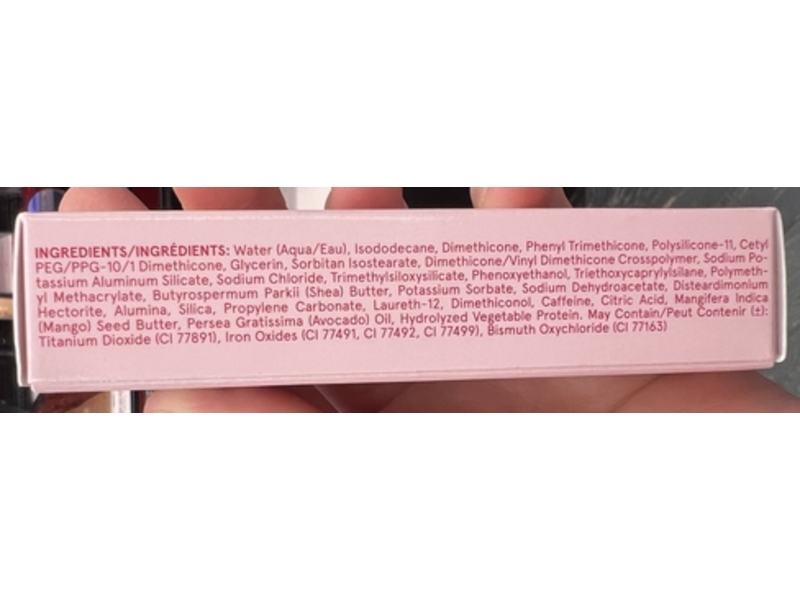 INGREDIENTS/INGRÉDIENTS: Water (Aqua/Eau), Isododecane, Dimethicone, Phenyl Trimethicone, Polysilicone-11, Cetyl
PEG/PPG-10/1 Dimethicone, Glycerin, Sorbitan Isostearate, Dimethicone/Vinyl Dimethicone Crosspolymer, Sodium Po-
tassium Aluminum Silicate, Sodium Chloride, Trimethylsiloxysilicate, Phenoxyethanol, Triethoxycaprylylsilane, Polymeth-
yl Methacrylate, Butyrospermum Parkii (Shea) Butter, Potassium Sorbate, Sodium Dehydroacetate, Disteardimonium
Hectorite, Alumina, Silica, Propylene Carbonate, Laureth-12, Dimethiconol, Caffeine, Citric Acid, Mangifera Indica
(Mango) Seed Butter, Persea Gratissima (Avocado) Oil, Hydrolyzed Vegetable Protein. May Contain/Peut Contenir (±):
Titanium Dioxide (CI 77891), Iron Oxides (CI 77491, CI 77492, CI 77499), Bismuth Oxychloride (CI 77163)